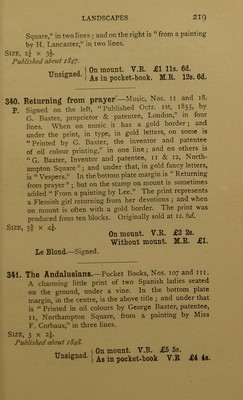 LANDSCAPES 219
Square," in two lines; and on the right is "from a painting
by H. Lancaster," in two lines.
SIZE, 2¾ × 3½.
Published about 1847.
Unsigned. { On mount. V.R. £1 11s. 6d.
As in pocket-book. M.R. 12s. 6d.
340. Returning from prayer—Music, Nos. 11 and 18.
P. Signed on the left, "Published Octr. 1st, 1855, by
G. Baxter, proprietor & patentee, London," in four
lines. When on music it has a gold border; and
under the print, in type, in gold letters, on some is
"Printed by G. Baxter, the inventor and patentee
of oil colour printing," in one line; and on others is
"G. Baxter, Inventor and patentee, 11 & 12, North-
ampton Square"; and under that, in gold fancy letters,
is "Vespers." In the bottom plate margin is "Returning
from prayer"; but on the stamp on mount is sometimes
added "From a painting by Lee." The print represents
a Flemish girl returning from her devotions; and when
on mount is often with a gold border. The print was
produced from ten blocks. Originally sold at 1s. 6d.
SIZE, 5⅞ × 4¼.
On mount. V.R. £2 2s.
Without mount. M.R. £1.
Le Blond.—Signed.
341. The Andalusians.—Pocket Books, Nos. 107 and 111.
A charming little print of two Spanish ladies seated
on the ground, under a vine. In the bottom plate
margin, in the centre, is the above title; and under that
is "Printed in oil colours by George Baxter, patentee,
11, Northampton Square, from a painting by Miss
F. Corbaux," in three lines.
SIZE, 3 × 2¼.
Published about 1848.
Unsigned. { On mount. V.R. £5 5s.
As in pocket-book V.R £4 4s.